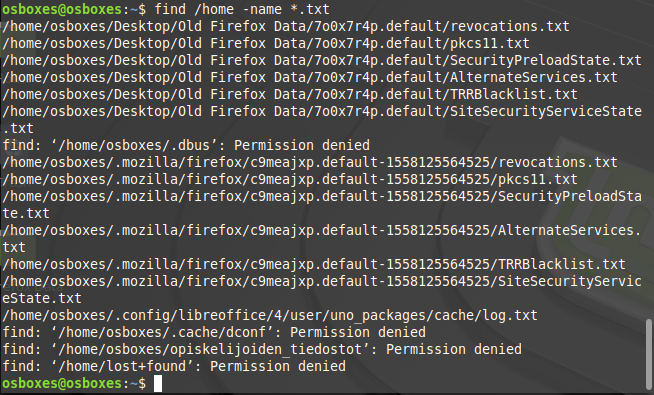 osboxes@osboxes:~$ find /home -name *.txt
/home/osboxes/Desktop/Old Firefox Data/7o0x7r4p.default/revocations.txt
/home/osboxes/Desktop/Old Firefox Data/7o0x7r4p.default/pkcs11.txt
/home/osboxes/Desktop/Old Firefox Data/7o0x7r4p.default/SecurityPreloadState.txt
/home/osboxes/Desktop/Old Firefox Data/7o0x7r4p.default/AlternateServices.txt
/home/osboxes/Desktop/Old Firefox Data/7o0x7r4p.default/TRRBlacklist.txt
/home/osboxes/Desktop/Old Firefox Data/7o0x7r4p.default/SiteSecurityServiceState
.txt
find: ‘/home/osboxes/.dbus’: Permission denied
/home/osboxes/.mozilla/firefox/c9meajxp.default-1558125564525/revocations.txt
/home/osboxes/.mozilla/firefox/c9meajxp.default-1558125564525/pkcs11.txt
/home/osboxes/.mozilla/firefox/c9meajxp.default-1558125564525/SecurityPreloadSta
te.txt
/home/osboxes/.mozilla/firefox/c9meajxp.default-1558125564525/AlternateServices.
txt
/home/osboxes/.mozilla/firefox/c9meajxp.default-1558125564525/TRRBlacklist.txt
/home/osboxes/.mozilla/firefox/c9meajxp.default-1558125564525/SiteSecurityServic
eState.txt
/home/osboxes/.config/libreoffice/4/user/uno_packages/cache/log.txt
find: ‘/home/osboxes/.cache/dconf’: Permission denied
find: ‘/home/osboxes/opiskelijoiden_tiedostot’: Permission denied
find: ‘/home/lost+found’: Permission denied
osboxes@osboxes:~$